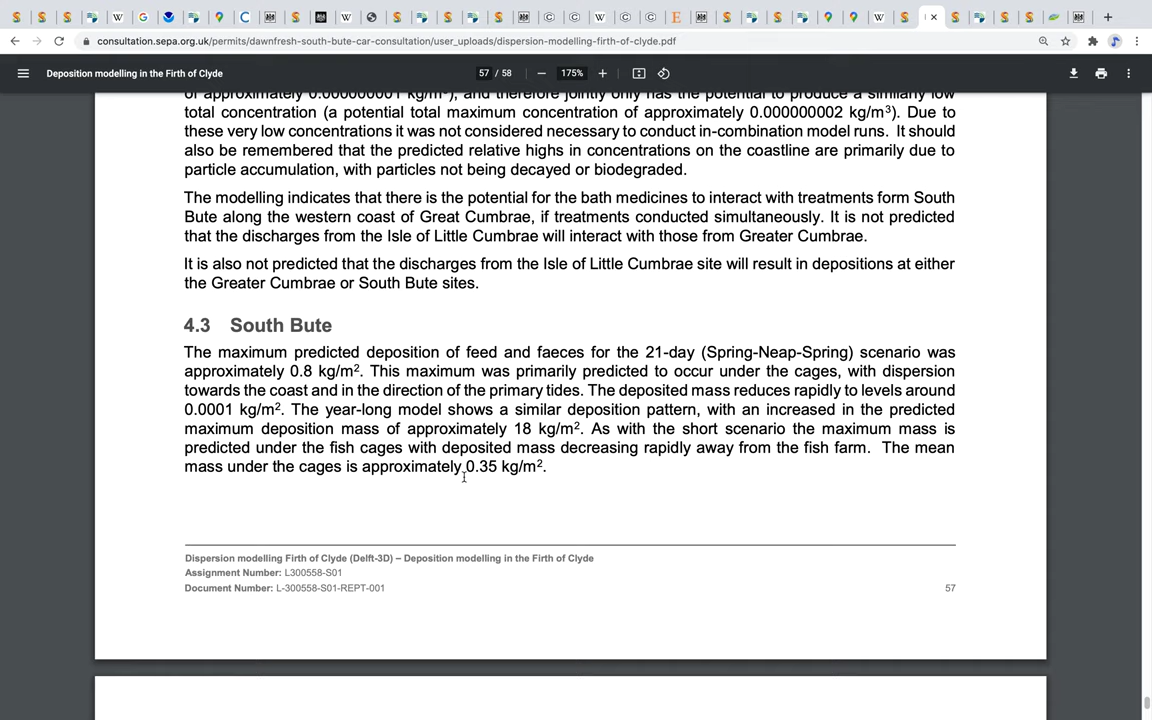 consultation.sepa.org.uk/permits/dawnfresh-south-bute-car-consultation/user_uploads/dispersion-modelling-firth-of-clyde.pdf
Deposition modelling in the Firth of Clyde
57 / 58
175%
of approximately 0.000000001 kg/m³), and therefore jointly only has the potential to produce a similarly low
total concentration (a potential total maximum concentration of approximately 0.000000002 kg/m³). Due to
these very low concentrations it was not considered necessary to conduct in-combination model runs. It should
also be remembered that the predicted relative highs in concentrations on the coastline are primarily due to
particle accumulation, with particles not being decayed or biodegraded.
The modelling indicates that there is the potential for the bath medicines to interact with treatments form South
Bute along the western coast of Great Cumbrae, if treatments conducted simultaneously. It is not predicted
that the discharges from the Isle of Little Cumbrae will interact with those from Greater Cumbrae.
It is also not predicted that the discharges from the Isle of Little Cumbrae site will result in depositions at either
the Greater Cumbrae or South Bute sites.
4.3 South Bute
The maximum predicted deposition of feed and faeces for the 21-day (Spring-Neap-Spring) scenario was
approximately 0.8 kg/m². This maximum was primarily predicted to occur under the cages, with dispersion
towards the coast and in the direction of the primary tides. The deposited mass reduces rapidly to levels around
0.0001 kg/m². The year-long model shows a similar deposition pattern, with an increased in the predicted
maximum deposition mass of approximately 18 kg/m². As with the short scenario the maximum mass is
predicted under the fish cages with deposited mass decreasing rapidly away from the fish farm. The mean
mass under the cages is approximately 0.35 kg/m².
Dispersion modelling Firth of Clyde (Delft-3D) – Deposition modelling in the Firth of Clyde
Assignment Number: L300558-S01
Document Number: L-300558-S01-REPT-001
57